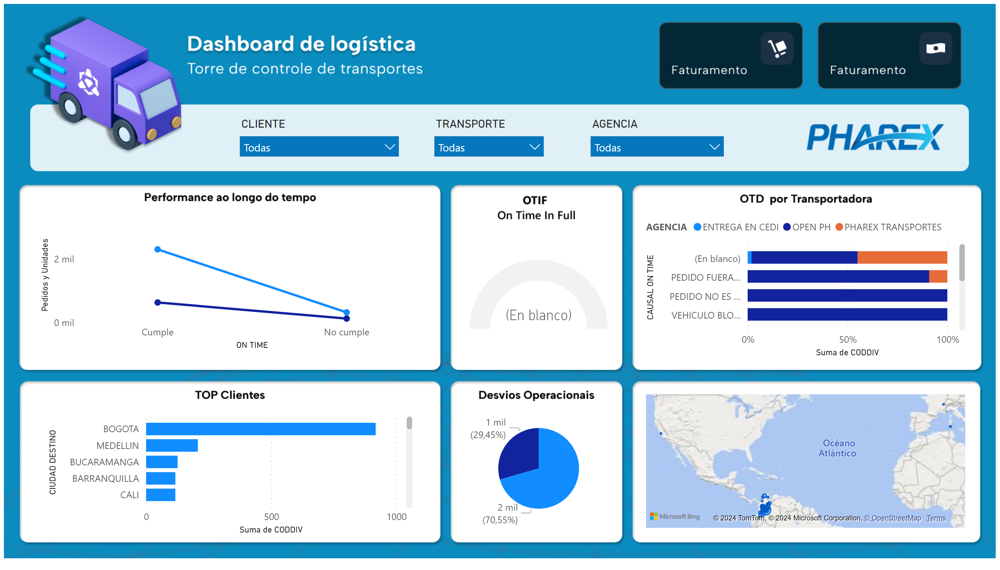 Dashboard de logística
Torre de controle de transportes
Faturamento
Faturamento
CLIENTE
Todas
TRANSPORTE
Todas
AGENCIA
Todas
PHAREX
Performance ao longo do tempo
Pedidos y Unidades
2 mil
0 mil
Cumple
No cumple
ON TIME
OTIF
On Time In Full
(En blanco)
OTD por Transportadora
AGENCIA ENTREGA EN CEDI OPEN PH PHAREX TRANSPORTES
CAUSAL ON TIME
(En blanco)
PEDIDO FUERA...
PEDIDO NO ES ...
VEHICULO BLO...
0% 50% 100%
Suma de CODDIV
TOP Clientes
CIUDAD DESTINO
BOGOTA
MEDELLIN
BUCARAMANGA
BARRANQUILLA
CALI
0 500 1000
Suma de CODDIV
Desvios Operacionais
1 mil
(29,45%)
2 mil
(70,55%)
Océano
Atlántico
Microsoft Bing
© 2024 TomTom, © 2024 Microsoft Corporation, © OpenStreetMap Terms